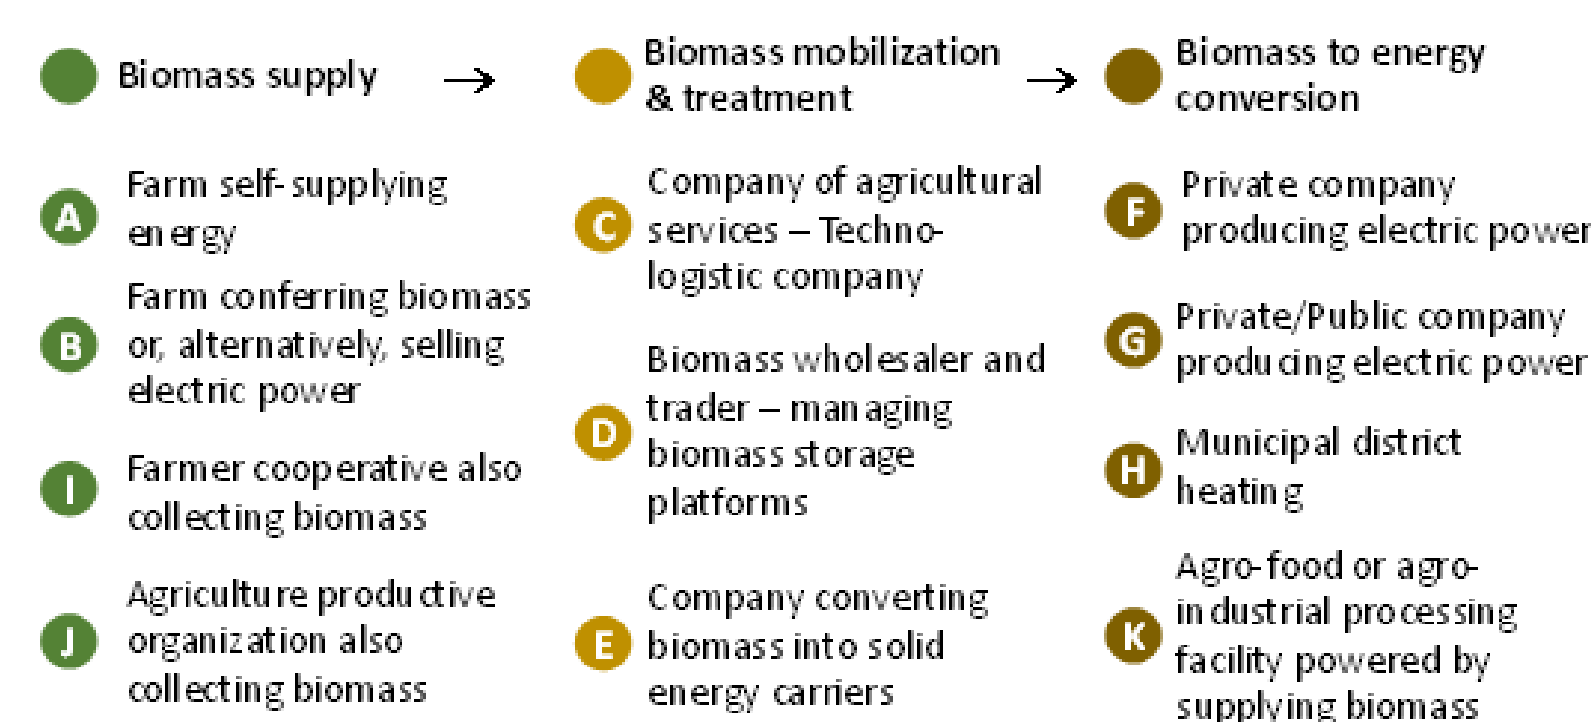 Biomass supply
→
Biomass mobilization
& treatment
→
Biomass to energy
conversion
A
Farm self-supplying
energy
B
Farm conferring biomass
or, alternatively, selling
electric power
I
Farmer cooperative also
collecting biomass
J
Agriculture productive
organization also
collecting biomass
C
Company of agricultural
services – Techno-
logistic company
D
Biomass wholesaler and
trader – managing
biomass storage
platforms
E
Company converting
biomass into solid
energy carriers
F
Private company
producing electric power
G
Private/Public company
producing electric power
H
Municipal district
heating
K
Agro-food or agro-
industrial processing
facility powered by
supplying biomass